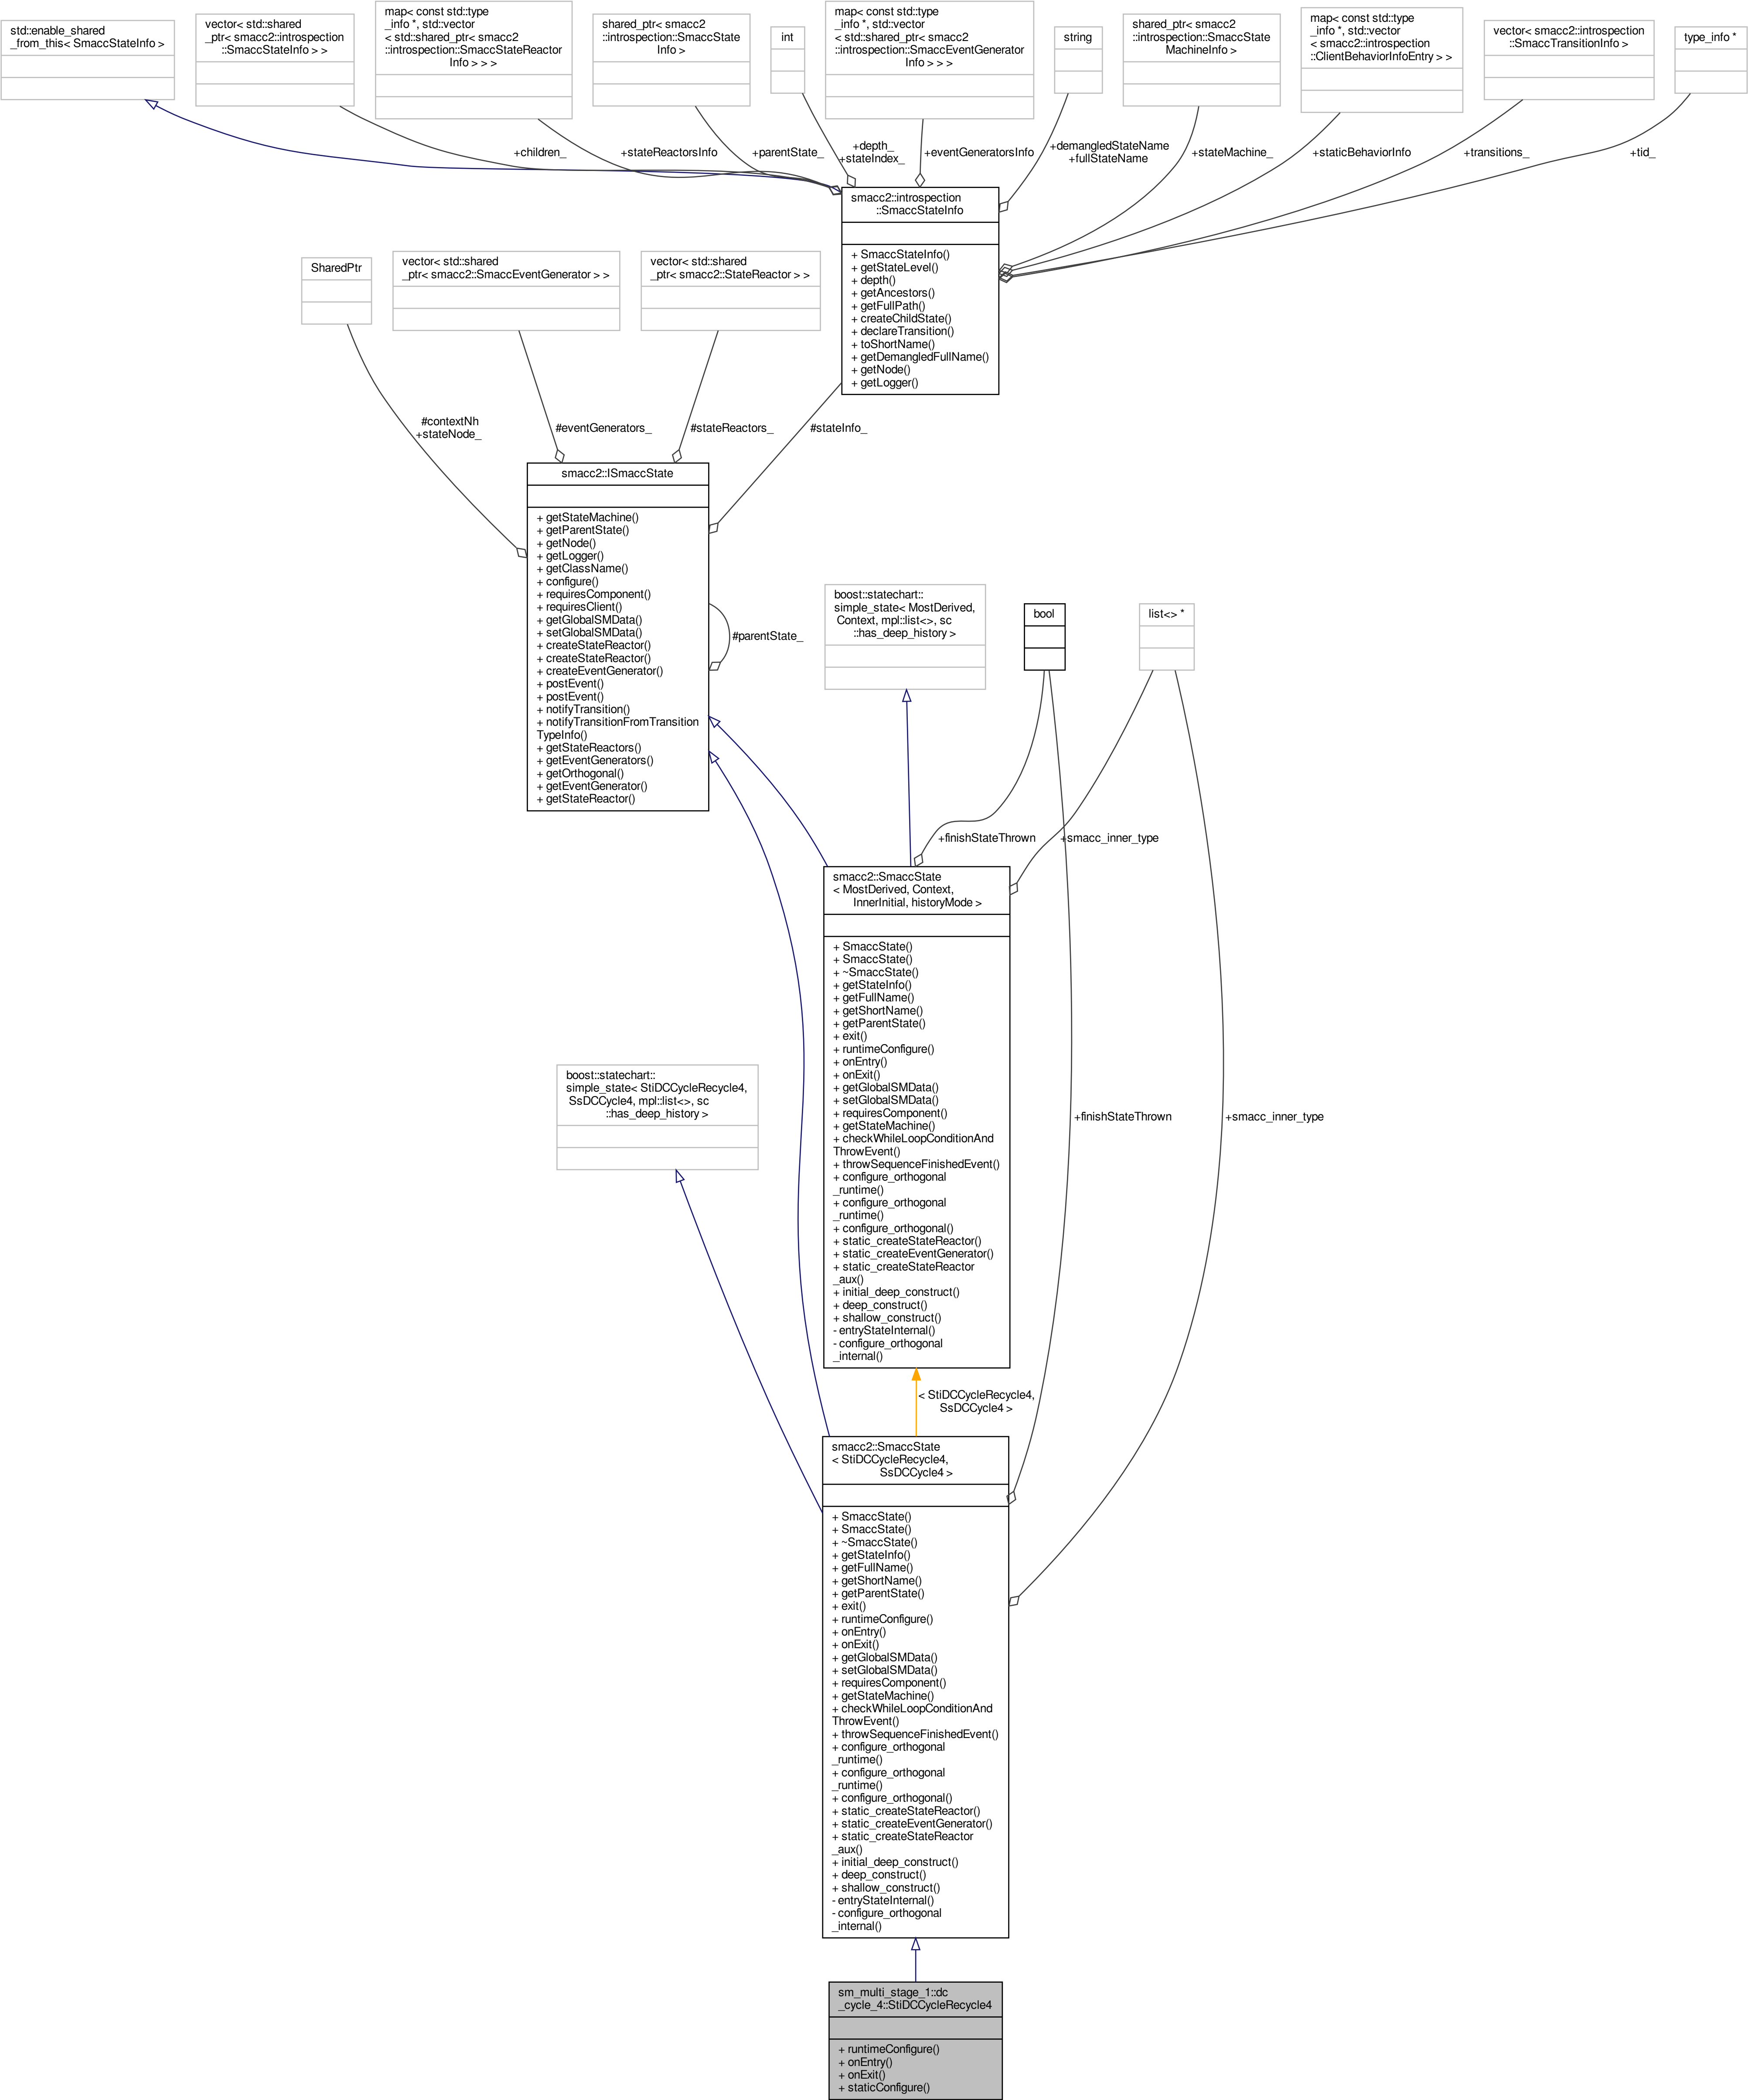 std::enable_shared
_from_this< SmaccStateInfo >
vector< std::shared
_ptr< smacc2::introspection
::SmaccStateInfo > >
map< const std::type
_info *, std::vector
< std::shared_ptr< smacc2
::introspection::SmaccStateReactor
Info > > >
shared_ptr< smacc2
::introspection::SmaccState
Info >
int
map< const std::type
_info *, std::vector
< std::shared_ptr< smacc2
::introspection::SmaccEventGenerator
Info > > >
string
shared_ptr< smacc2
::introspection::SmaccState
MachineInfo >
map< const std::type
_info *, std::vector
< smacc2::introspection
::ClientBehaviorInfoEntry > >
vector< smacc2::introspection
::SmaccTransitionInfo >
type_info *
+children_
+stateReactorsInfo
+parentState_
+depth_
+stateIndex_
+eventGeneratorsInfo
+demangledStateName
+fullStateName
+stateMachine_
+staticBehaviorInfo
+transitions_
+tid_
smacc2::introspection
::SmaccStateInfo
+ SmaccStateInfo()
+ getStateLevel()
+ depth()
+ getAncestors()
+ getFullPath()
+ createChildState()
+ declareTransition()
+ toShortName()
+ getDemangledFullName()
+ getNode()
+ getLogger()
SharedPtr
vector< std::shared
_ptr< smacc2::SmaccEventGenerator > >
vector< std::shared
_ptr< smacc2::StateReactor > >
#contextNh
+stateNode_
#eventGenerators_
#stateReactors_
#stateInfo_
smacc2::ISmaccState
+ getStateMachine()
+ getParentState()
+ getNode()
+ getLogger()
+ getClassName()
+ configure()
+ requiresComponent()
+ requiresClient()
+ getGlobalSMData()
+ setGlobalSMData()
+ createStateReactor()
+ createStateReactor()
+ createEventGenerator()
+ postEvent()
+ postEvent()
+ notifyTransition()
+ notifyTransitionFromTransition
TypeInfo()
+ getStateReactors()
+ getEventGenerators()
+ getOrthogonal()
+ getEventGenerator()
+ getStateReactor()
#parentState_
boost::statechart::
simple_state< MostDerived,
Context, mpl::list<>, sc
::has_deep_history >
bool
list<> *
+finishStateThrown
+smacc_inner_type
smacc2::SmaccState
< MostDerived, Context,
InnerInitial, historyMode >
+ SmaccState()
+ SmaccState()
+ ~SmaccState()
+ getStateInfo()
+ getFullName()
+ getShortName()
+ getParentState()
+ exit()
+ runtimeConfigure()
+ onEntry()
+ onExit()
+ getGlobalSMData()
+ setGlobalSMData()
+ requiresComponent()
+ getStateMachine()
+ checkWhileLoopConditionAnd
ThrowEvent()
+ throwSequenceFinishedEvent()
+ configure_orthogonal
_runtime()
+ configure_orthogonal
_runtime()
+ configure_orthogonal()
+ static_createStateReactor()
+ static_createEventGenerator()
+ static_createStateReactor
_aux()
+ initial_deep_construct()
+ deep_construct()
+ shallow_construct()
- entryStateInternal()
- configure_orthogonal
_internal()
boost::statechart::
simple_state< StiDCCycleRecycle4,
SsDCCycle4, mpl::list<>, sc
::has_deep_history >
+finishStateThrown
+smacc_inner_type
< StiDCCycleRecycle4,
SsDCCycle4 >
smacc2::SmaccState
< StiDCCycleRecycle4,
SsDCCycle4 >
+ SmaccState()
+ SmaccState()
+ ~SmaccState()
+ getStateInfo()
+ getFullName()
+ getShortName()
+ getParentState()
+ exit()
+ runtimeConfigure()
+ onEntry()
+ onExit()
+ getGlobalSMData()
+ setGlobalSMData()
+ requiresComponent()
+ getStateMachine()
+ checkWhileLoopConditionAnd
ThrowEvent()
+ throwSequenceFinishedEvent()
+ configure_orthogonal
_runtime()
+ configure_orthogonal
_runtime()
+ configure_orthogonal()
+ static_createStateReactor()
+ static_createEventGenerator()
+ static_createStateReactor
_aux()
+ initial_deep_construct()
+ deep_construct()
+ shallow_construct()
- entryStateInternal()
- configure_orthogonal
_internal()
sm_multi_stage_1::dc
_cycle_4::StiDCCycleRecycle4
+ runtimeConfigure()
+ onEntry()
+ onExit()
+ staticConfigure()